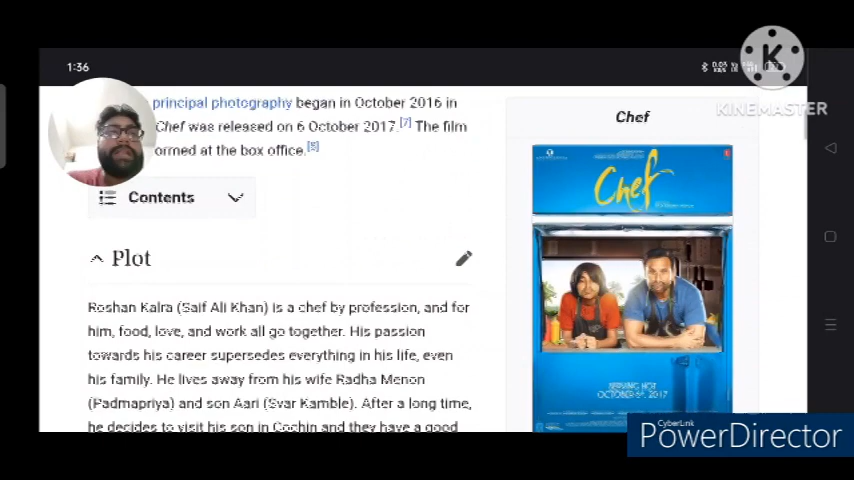 1:36
KINEMASTER
principal photography began in October 2016 in
Chef was released on 6 October 2017.[7] The film
ormed at the box office.[8]
Contents
Plot
Roshan Kalra (Saif Ali Khan) is a chef by profession, and for
him, food, love, and work all go together. His passion
towards his career supersedes everything in his life, even
his family. He lives away from his wife Radha Menon
(Padmapriya) and son Aari (Svar Kamble). After a long time,
he decides to visit his son in Cochin and they have a good
Chef
Chef
SERVING HOT
OCTOBER 6th, 2017
CyberLink
PowerDirector